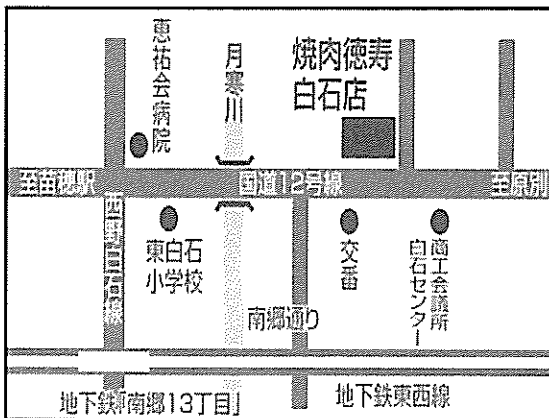 恵祐会病院
月寒川
焼肉徳寿
白石店
至苗穂駅
国道12号線
至原別
西野白石線
東白石
小学校
交番
商工会議所
白石センター
南郷通り
地下鉄「南郷13丁目」
地下鉄東西線